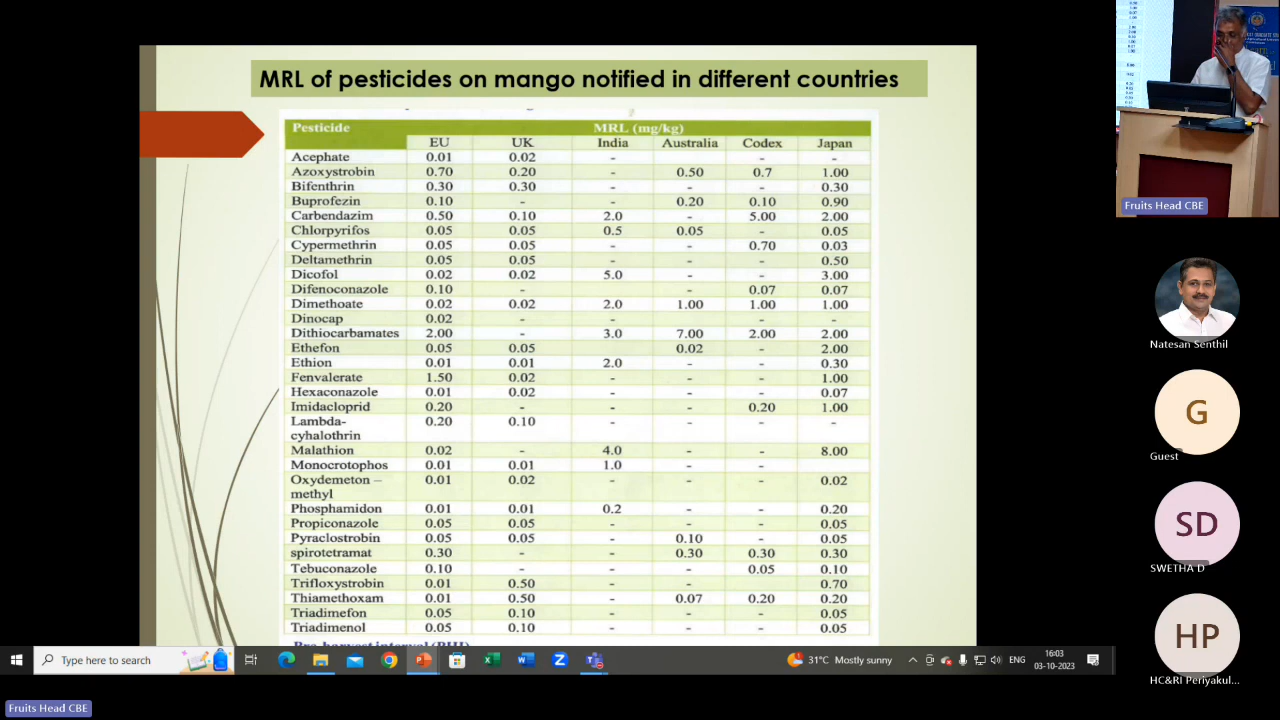 MRL of pesticides on mango notified in different countries
Pesticide MRL (mg/kg)
EU UK India Australia Codex Japan
Acephate 0.01 0.02 - - - -
Azoxystrobin 0.70 0.20 - 0.50 0.7 1.00
Bifenthrin 0.30 0.30 - - - 0.30
Buprofezin 0.10 - - 0.20 0.10 0.90
Carbendazim 0.50 0.10 2.0 - 5.00 2.00
Chlorpyrifos 0.05 0.05 0.5 0.05 - 0.05
Cypermethrin 0.05 0.05 - - 0.70 0.03
Deltamethrin 0.05 0.05 - - - 0.50
Dicofol 0.02 0.02 5.0 - - 3.00
Difenoconazole 0.10 - - - 0.07 0.07
Dimethoate 0.02 0.02 2.0 1.00 1.00 1.00
Dinocap 0.02 - - - - -
Dithiocarbamates 2.00 - 3.0 7.00 2.00 2.00
Ethefon 0.05 0.05 0.02 - 2.00
Ethion 0.01 0.01 2.0 - - 0.30
Fenvalerate 1.50 0.02 - - - 1.00
Hexaconazole 0.01 0.02 - - - 0.07
Imidacloprid 0.20 - - - 0.20 1.00
Lambda-
cyhalothrin 0.20 0.10 - - - -
Malathion 0.02 - 4.0 - - 8.00
Monocrotophos 0.01 0.01 1.0 - -
Oxydemeton –
methyl 0.01 0.02 - - - 0.02
Phosphamidon 0.01 0.01 0.2 - - 0.20
Propiconazole 0.05 0.05 - - - 0.05
Pyraclostrobin 0.05 0.05 - 0.10 - 0.05
spirotetramat 0.30 - - 0.30 0.30 0.30
Tebuconazole 0.10 - - - 0.05 0.10
Trifloxystrobin 0.01 0.50 - - 0.70
Thiamethoxam 0.01 0.50 - 0.07 0.20 0.20
Triadimefon 0.05 0.10 - - - 0.05
Triadimenol 0.05 0.10 - - - 0.05
Fruits Head CBE
Natesan Senthil
G
Guest
SD
SWETHA D
HP
HC&RI Periyakul...
Type here to search
31°C Mostly sunny
ENG
16:03
03-10-2023
Fruits Head CBE